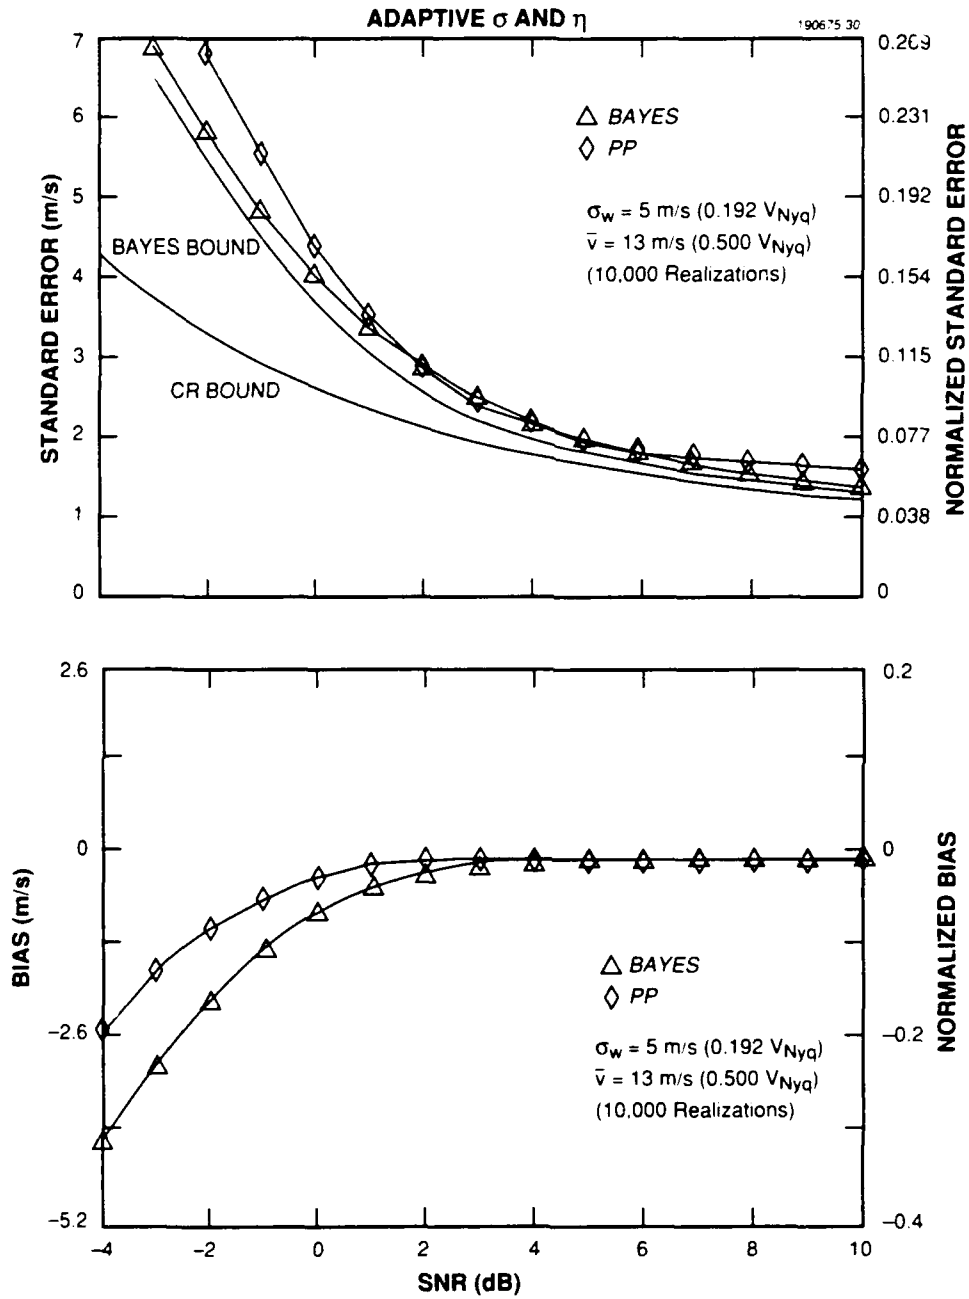 ADAPTIVE σ AND η
190675 30
7
6
5
4
3
2
1
0
STANDARD ERROR (m/s)
0.269
0.231
0.192
0.154
0.115
0.077
0.038
0
NORMALIZED STANDARD ERROR
BAYES
PP
σw = 5 m/s (0.192 VNyq)
v̄ = 13 m/s (0.500 VNyq)
(10,000 Realizations)
BAYES BOUND
CR BOUND
2.6
0
−2.6
−5.2
BIAS (m/s)
0.2
0
−0.2
−0.4
NORMALIZED BIAS
BAYES
PP
σw = 5 m/s (0.192 VNyq)
v̄ = 13 m/s (0.500 VNyq)
(10,000 Realizations)
−4 −2 0 2 4 6 8 10
SNR (dB)